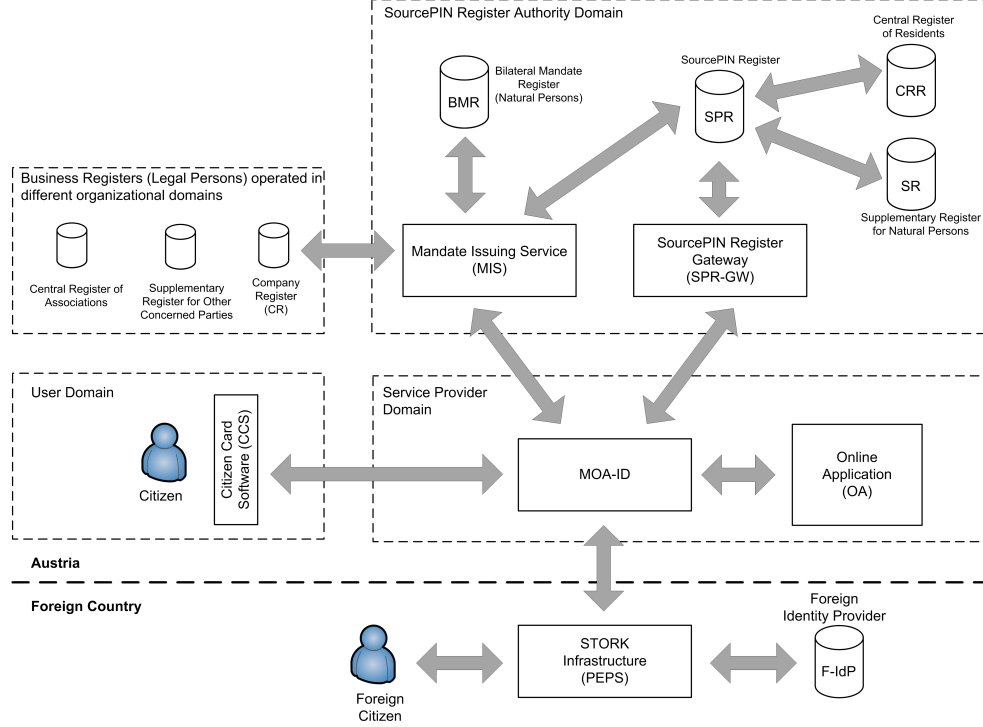 SourcePIN Register Authority Domain
BMR
Bilateral Mandate
Register
(Natural Persons)
SourcePIN Register
SPR
Central Register
of Residents
CRR
SR
Supplementary Register
for Natural Persons
Business Registers (Legal Persons) operated in
different organizational domains
Central Register of
Associations
Supplementary
Register for Other
Concerned Parties
Company
Register
(CR)
Mandate Issuing Service
(MIS)
SourcePIN Register
Gateway
(SPR-GW)
User Domain
Citizen
Citizen Card
Software (CCS)
Service Provider
Domain
MOA-ID
Online
Application
(OA)
Austria
Foreign Country
Foreign
Citizen
STORK
Infrastructure
(PEPS)
Foreign
Identity Provider
F-IdP